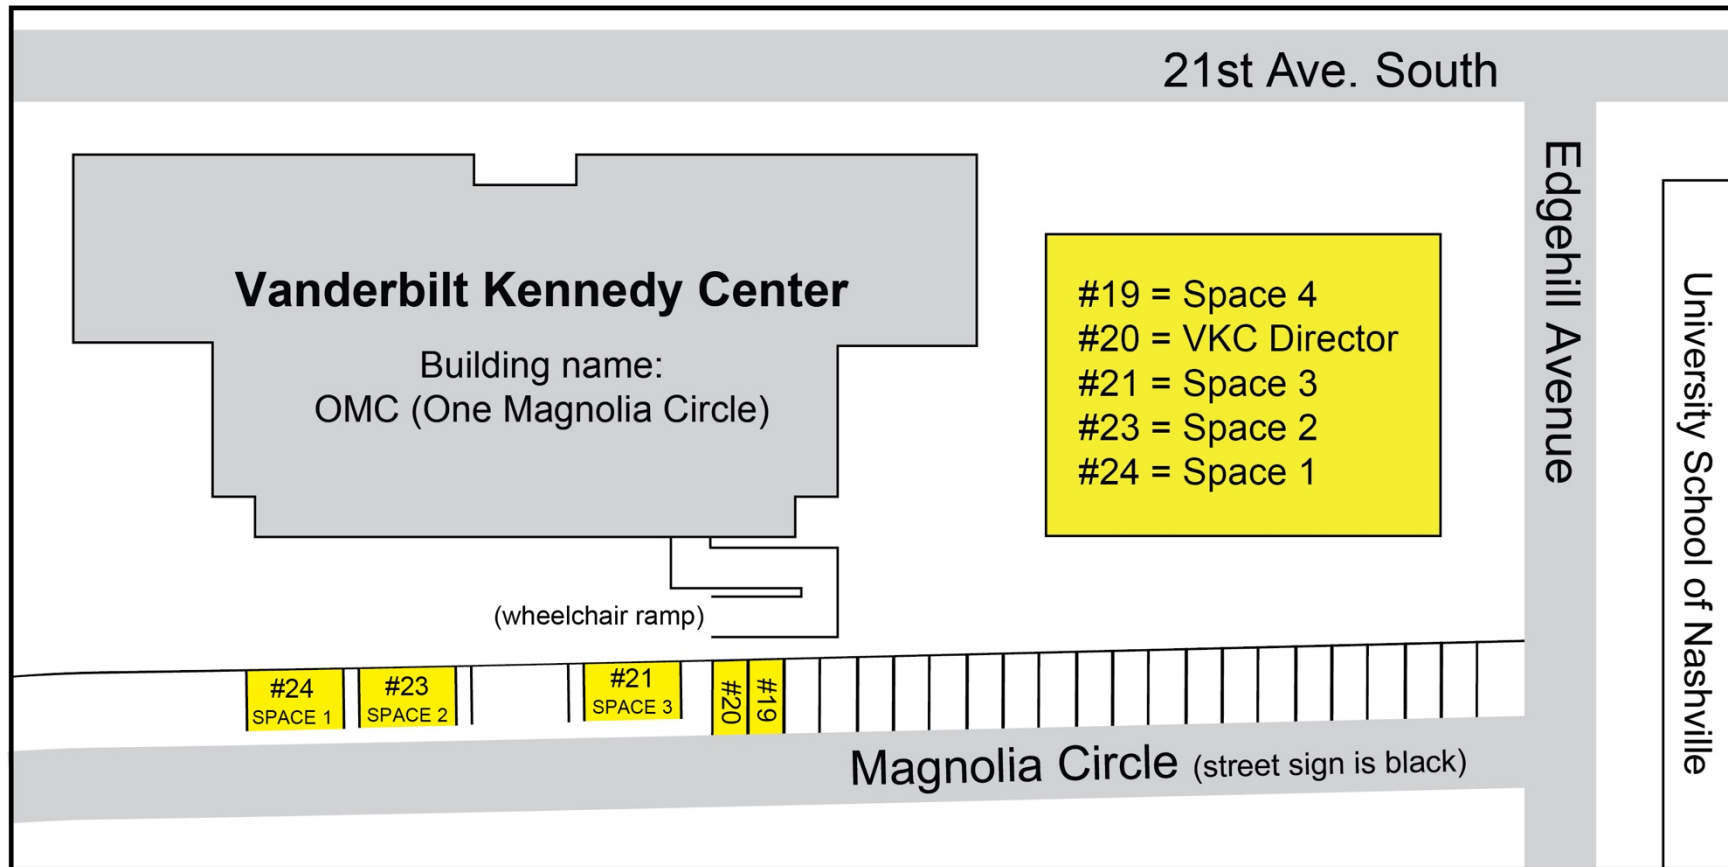 21st Ave. South
Edgehill Avenue
University School of Nashville
Vanderbilt Kennedy Center
Building name:
OMC (One Magnolia Circle)
#19 = Space 4
#20 = VKC Director
#21 = Space 3
#23 = Space 2
#24 = Space 1
(wheelchair ramp)
#24
SPACE 1
#23
SPACE 2
#21
SPACE 3
#20
#19
Magnolia Circle (street sign is black)